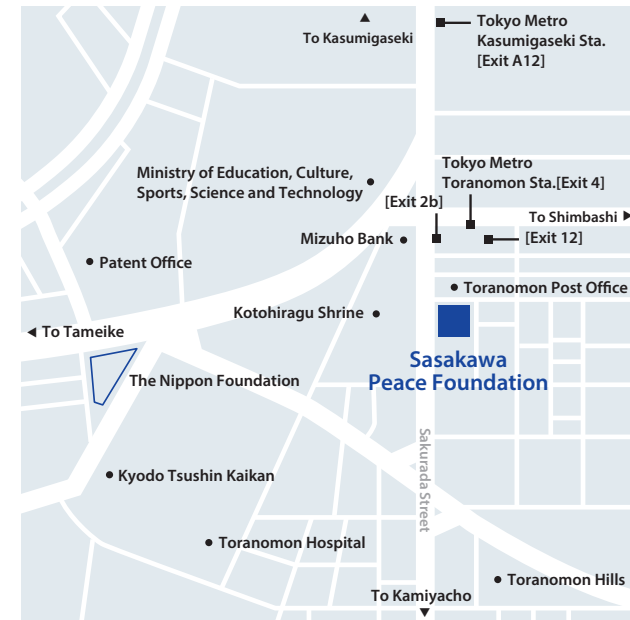 To Kasumigaseki
Tokyo Metro
Kasumigaseki Sta.
[Exit A12]
Ministry of Education, Culture,
Sports, Science and Technology
Tokyo Metro
Toranomon Sta.[Exit 4]
[Exit 2b]
To Shimbashi
Mizuho Bank
[Exit 12]
Patent Office
Toranomon Post Office
Kotohiragu Shrine
To Tameike
Sasakawa
Peace Foundation
The Nippon Foundation
Sakurada Street
Kyodo Tsushin Kaikan
Toranomon Hospital
Toranomon Hills
To Kamiyacho